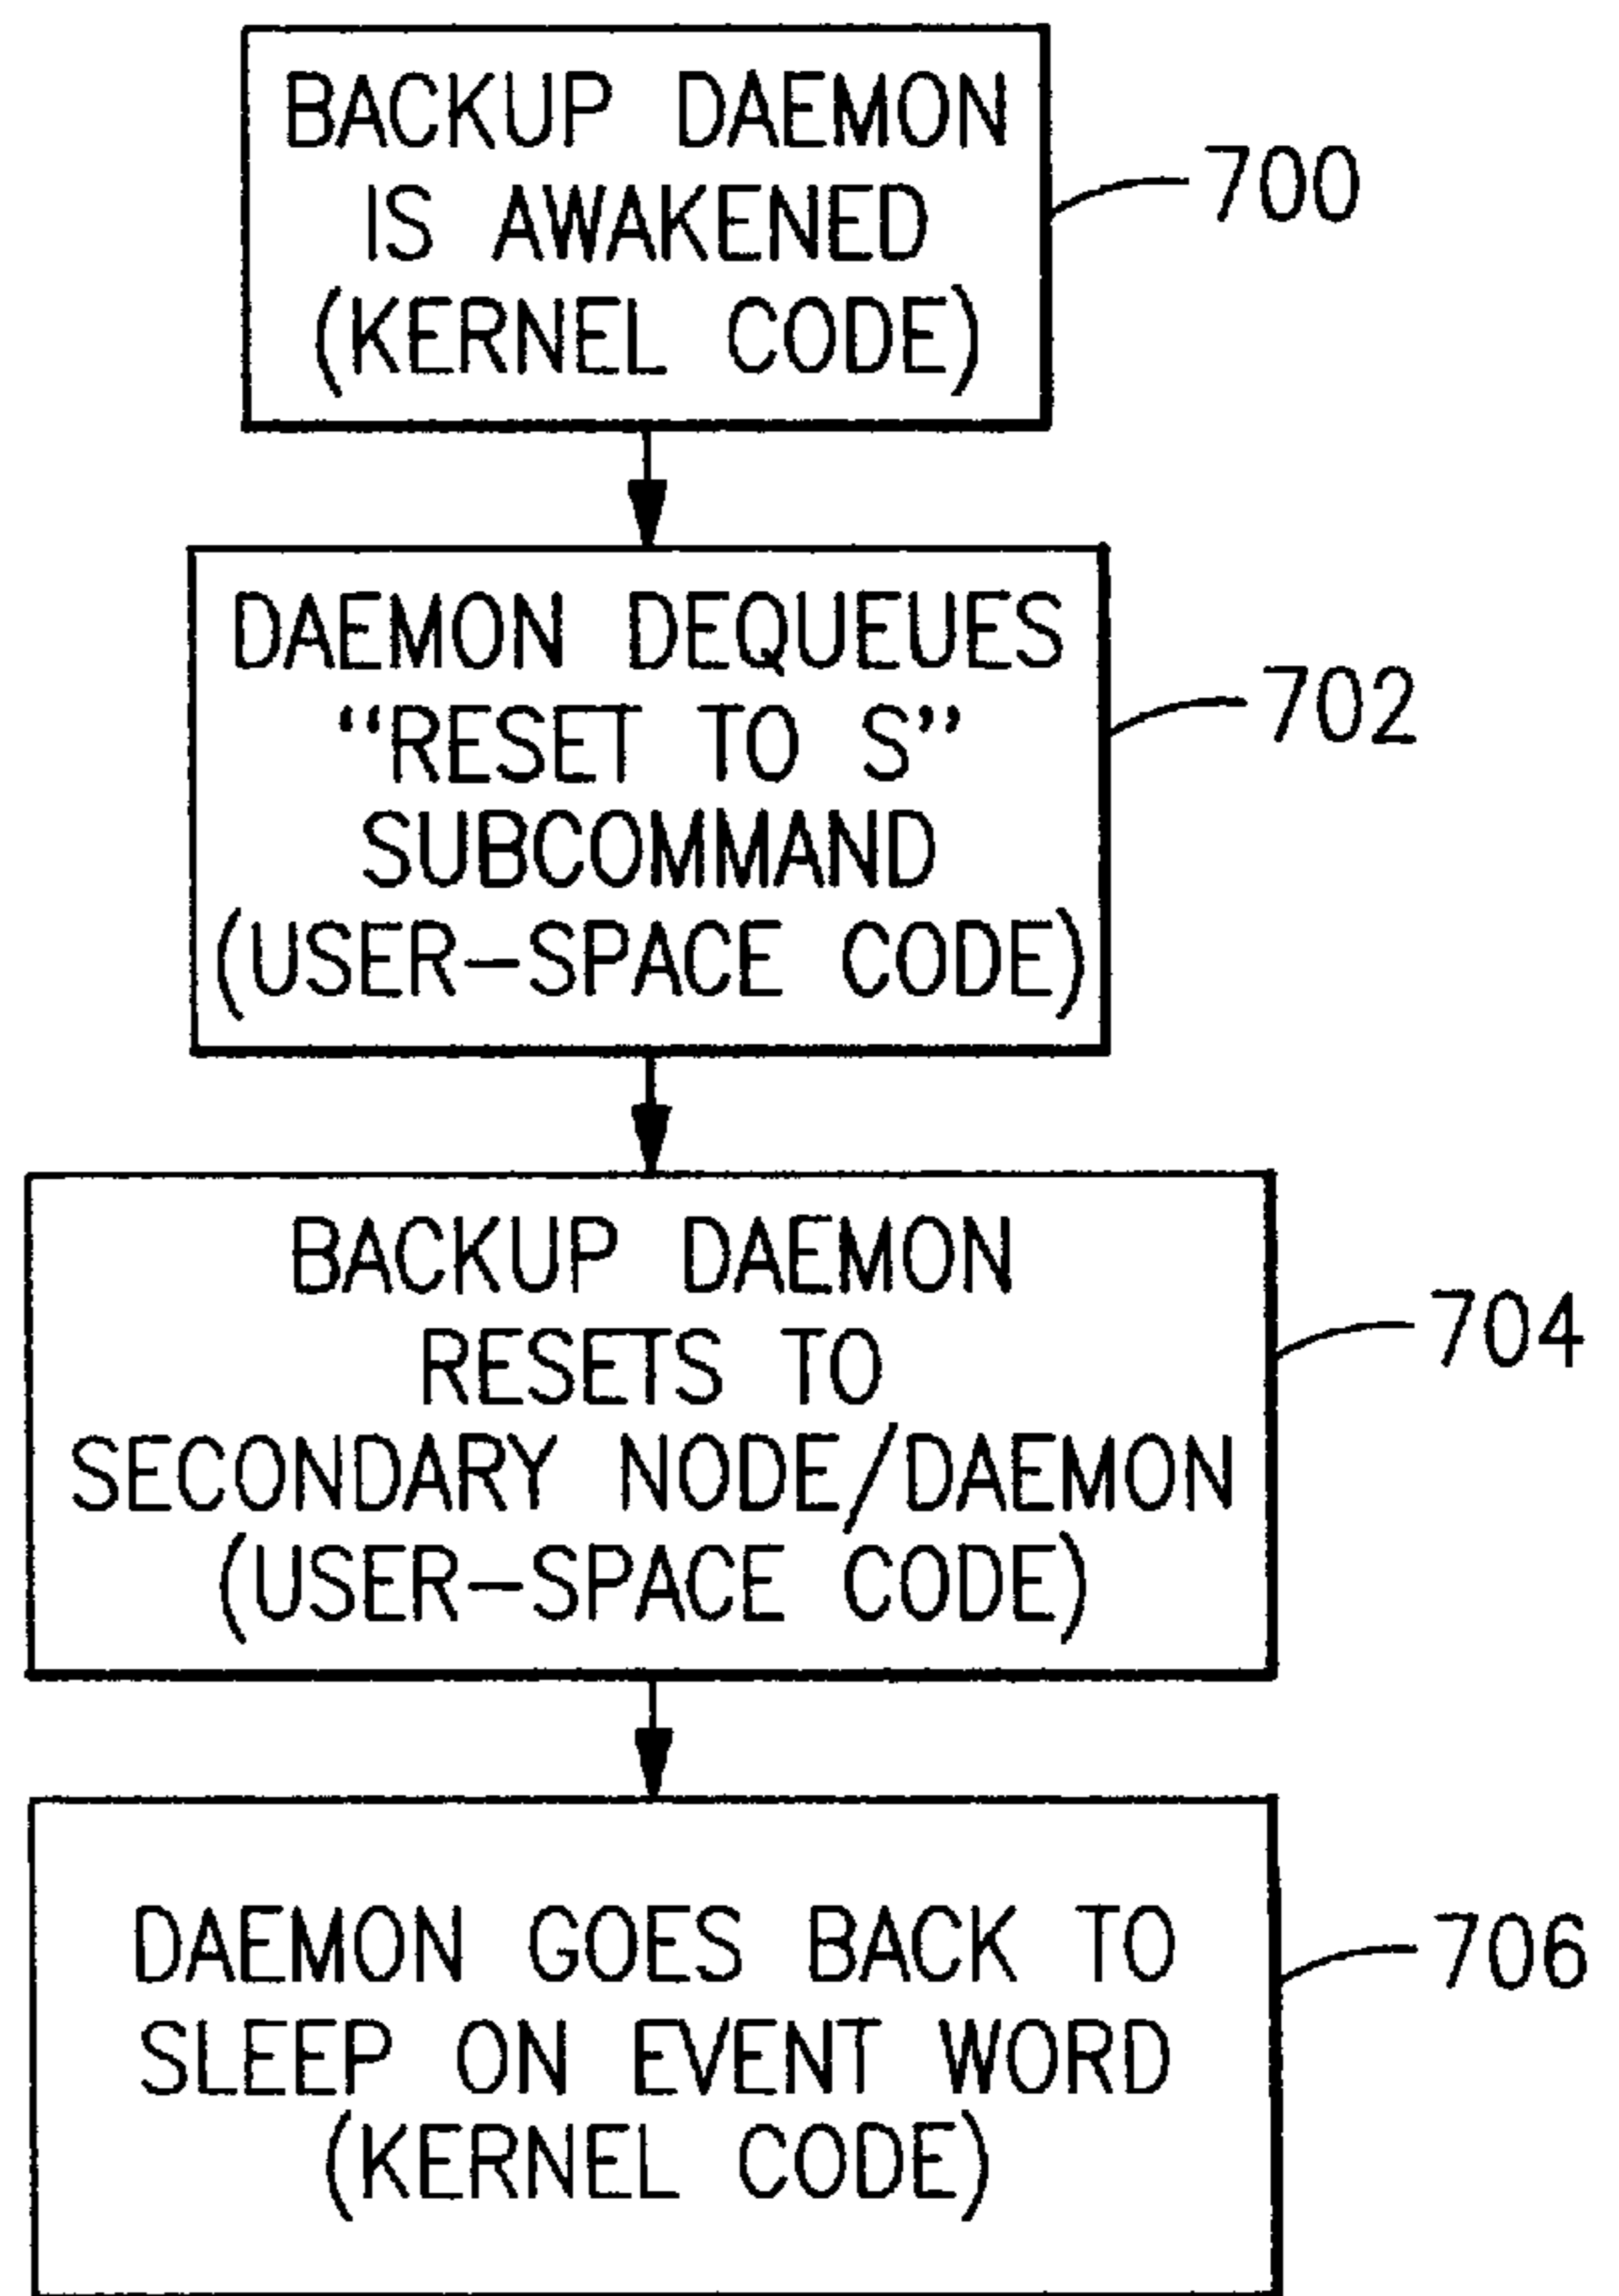 BACKUP DAEMON
IS AWAKENED
(KERNEL CODE)
700
DAEMON DEQUEUES
“RESET TO S”
SUBCOMMAND
(USER-SPACE CODE)
702
BACKUP DAEMON
RESETS TO
SECONDARY NODE/DAEMON
(USER-SPACE CODE)
704
DAEMON GOES BACK TO
SLEEP ON EVENT WORD
(KERNEL CODE)
706